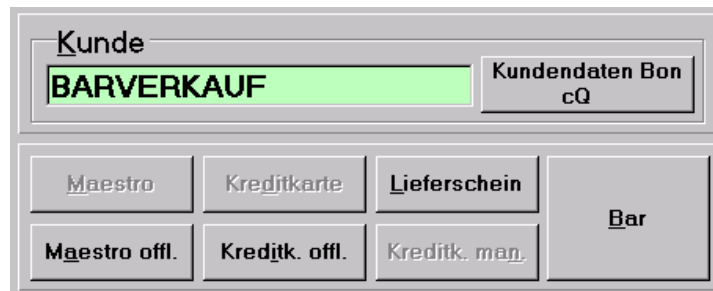 Kunde
BARVERKAUF
Kundendaten Bon
cQ
Maestro
Kreditkarte
Lieferschein
Bar
Maestro offl.
Kreditk. offl.
Kreditk. man.